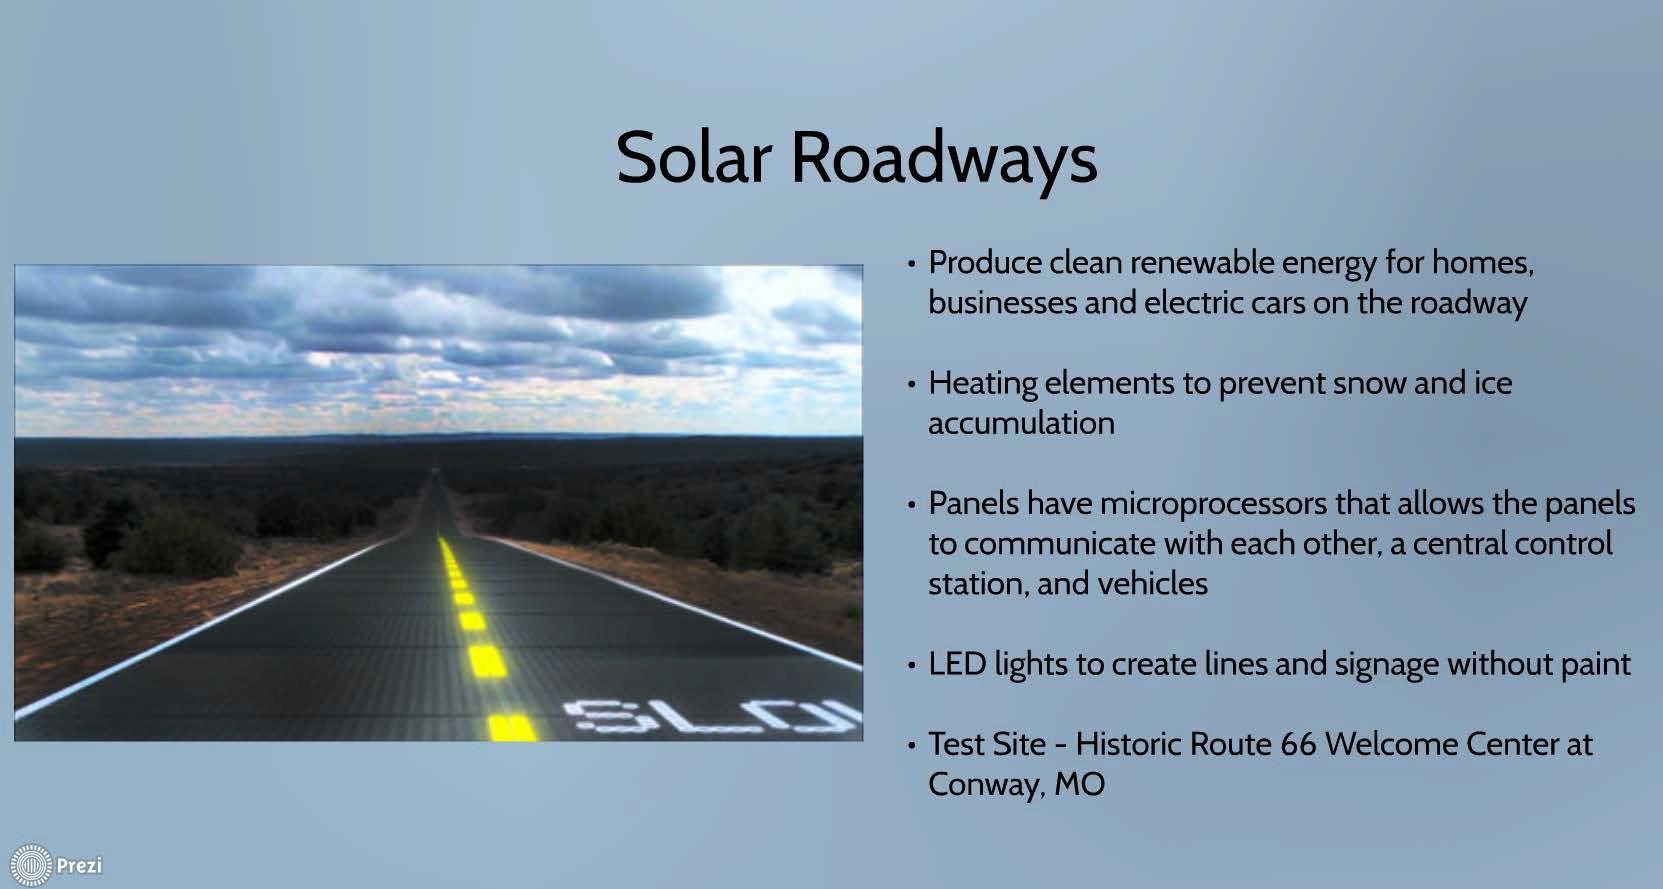 Solar Roadways
• Produce clean renewable energy for homes,
businesses and electric cars on the roadway
• Heating elements to prevent snow and ice
accumulation
• Panels have microprocessors that allows the panels
to communicate with each other, a central control
station, and vehicles
• LED lights to create lines and signage without paint
• Test Site - Historic Route 66 Welcome Center at
Conway, MO
SLO
Prezi